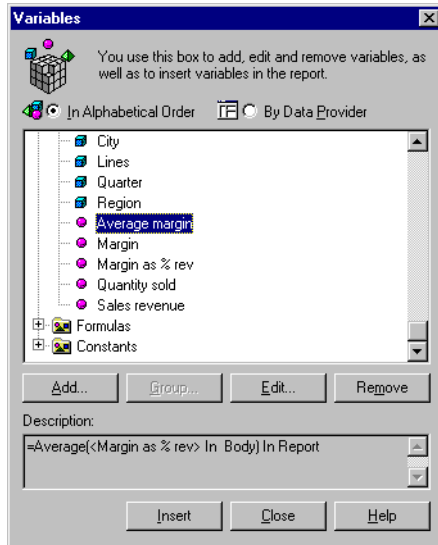 Variables
You use this box to add, edit and remove variables, as
well as to insert variables in the report.
In Alphabetical Order By Data Provider
City
Lines
Quarter
Region
Average margin
Margin
Margin as % rev
Quantity sold
Sales revenue
Formulas
Constants
Add... Group... Edit... Remove
Description:
=Average(<Margin as % rev> In  Body) In Report
Insert Close Help